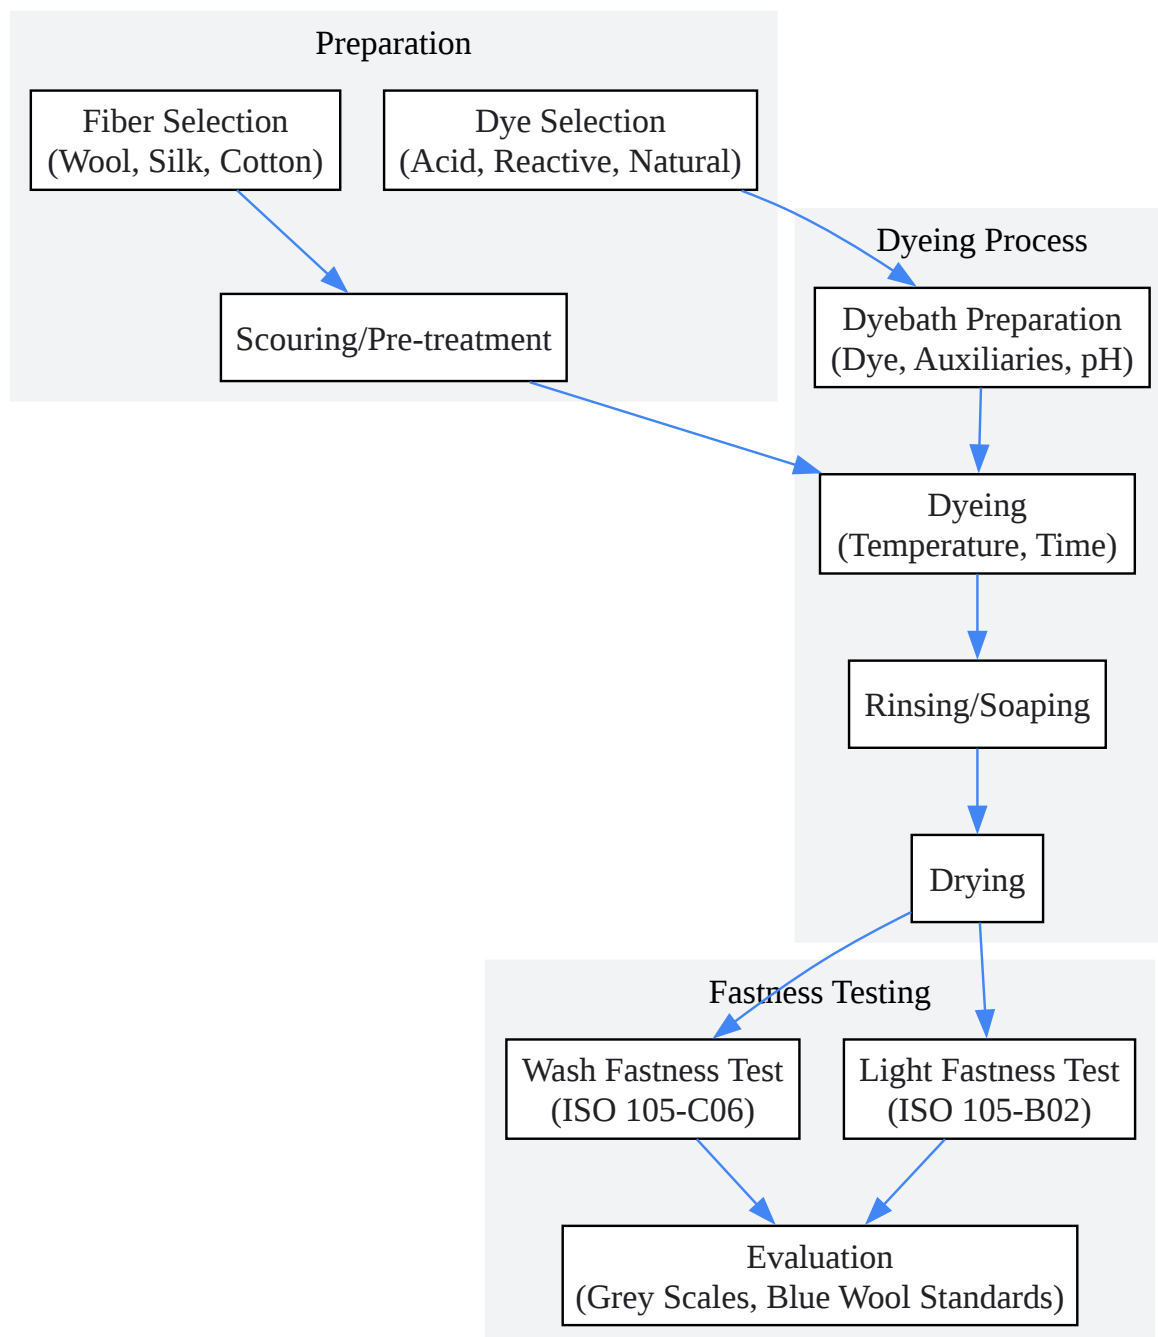 Preparation
Fiber Selection
(Wool, Silk, Cotton)
Dye Selection
(Acid, Reactive, Natural)
Scouring/Pre-treatment
Dyeing Process
Dyebath Preparation
(Dye, Auxiliaries, pH)
Dyeing
(Temperature, Time)
Rinsing/Soaping
Drying
Fastness Testing
Wash Fastness Test
(ISO 105-C06)
Light Fastness Test
(ISO 105-B02)
Evaluation
(Grey Scales, Blue Wool Standards)